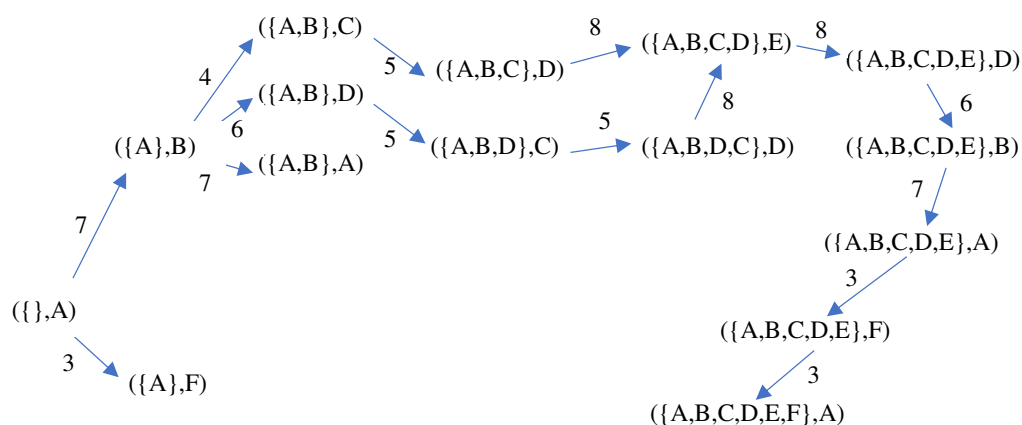 ({A,B},C)
8
({A,B,C,D},E)
8
({A,B,C,D,E},D)
4
5
({A,B,C},D)
({A,B},D)
8
6
({A},B)
6
5
({A,B,D},C)
5
({A,B,D,C},D)
({A,B,C,D,E},B)
7
({A,B},A)
7
7
({A,B,C,D,E},A)
3
({},A)
({A,B,C,D,E},F)
3
({A},F)
3
({A,B,C,D,E,F},A)